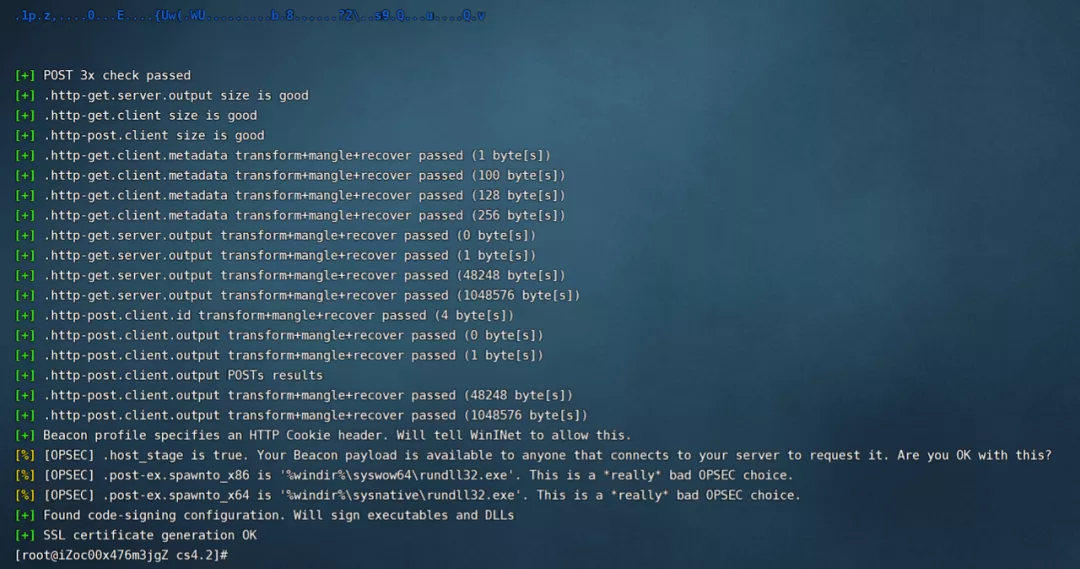 .1p.z,....0...E....{Uw(.WU.........b.8......?Z\..s9.Q...u....Q.v
[+] POST 3x check passed
[+] .http-get.server.output size is good
[+] .http-get.client size is good
[+] .http-post.client size is good
[+] .http-get.client.metadata transform+mangle+recover passed (1 byte[s])
[+] .http-get.client.metadata transform+mangle+recover passed (100 byte[s])
[+] .http-get.client.metadata transform+mangle+recover passed (128 byte[s])
[+] .http-get.client.metadata transform+mangle+recover passed (256 byte[s])
[+] .http-get.server.output transform+mangle+recover passed (0 byte[s])
[+] .http-get.server.output transform+mangle+recover passed (1 byte[s])
[+] .http-get.server.output transform+mangle+recover passed (48248 byte[s])
[+] .http-get.server.output transform+mangle+recover passed (1048576 byte[s])
[+] .http-post.client.id transform+mangle+recover passed (4 byte[s])
[+] .http-post.client.output transform+mangle+recover passed (0 byte[s])
[+] .http-post.client.output transform+mangle+recover passed (1 byte[s])
[+] .http-post.client.output POSTs results
[+] .http-post.client.output transform+mangle+recover passed (48248 byte[s])
[+] .http-post.client.output transform+mangle+recover passed (1048576 byte[s])
[+] Beacon profile specifies an HTTP Cookie header. Will tell WinINet to allow this.
[%] [OPSEC] .host_stage is true. Your Beacon payload is available to anyone that connects to your server to request it. Are you OK with this?
[%] [OPSEC] .post-ex.spawnto_x86 is '%windir%\syswow64\rundll32.exe'. This is a *really* bad OPSEC choice.
[%] [OPSEC] .post-ex.spawnto_x64 is '%windir%\sysnative\rundll32.exe'. This is a *really* bad OPSEC choice.
[+] Found code-signing configuration. Will sign executables and DLLs
[+] SSL certificate generation OK
[root@iZoc00x476m3jgZ cs4.2]#